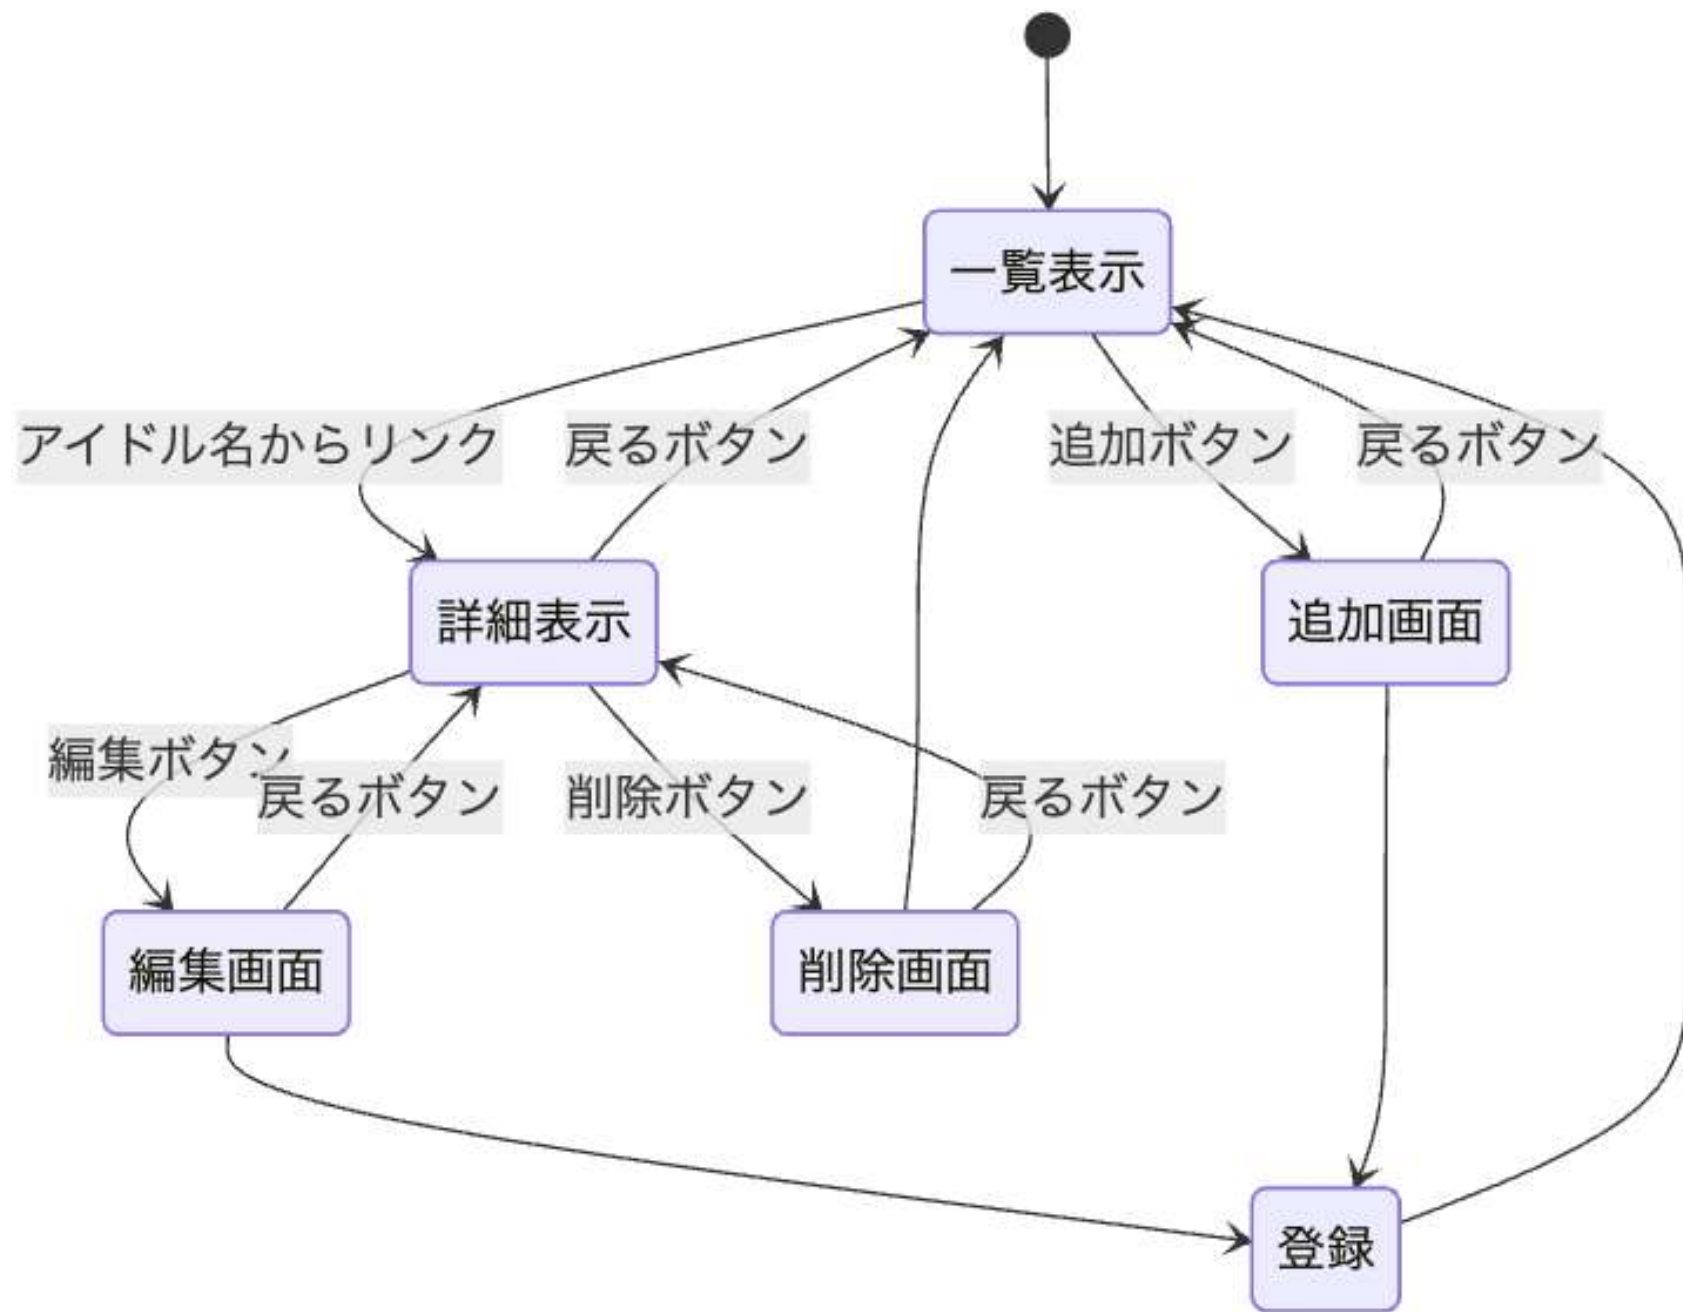 一覧表示
アイドル名からリンク
戻るボタン
追加ボタン
戻るボタン
詳細表示
追加画面
編集ボタン
戻るボタン
削除ボタン
戻るボタン
編集画面
削除画面
登録